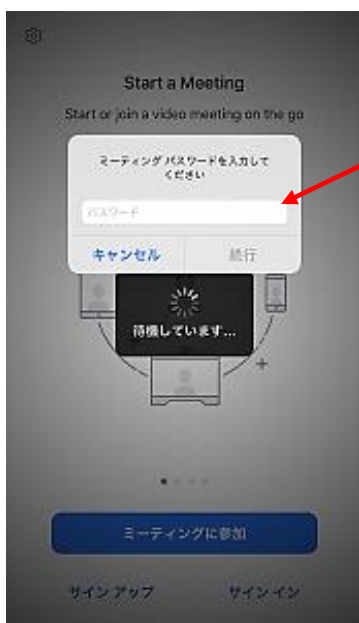 Start a Meeting
Start or join a video meeting on the go
ミーティング パスワードを入力して
ください
パスワード
キャンセル
続行
待機しています...
ミーティングに参加
サイン アップ
サイン イン